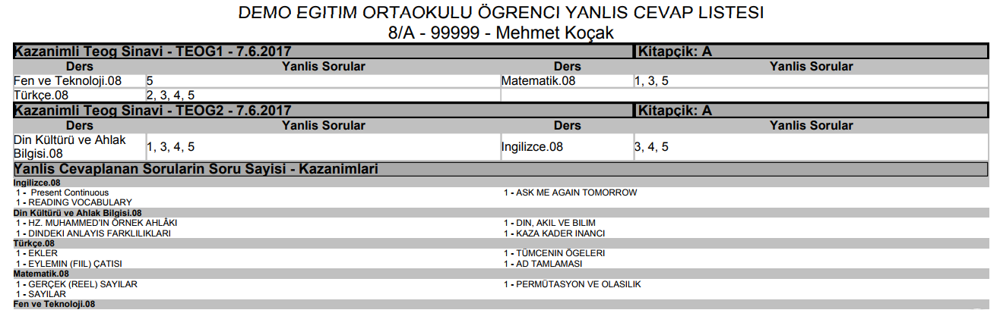 DEMO EGITIM ORTAOKULU ÖGRENCI YANLIS CEVAP LISTESI
8/A - 99999 - Mehmet Koçak
Kazanimli Teog Sinavi - TEOG1 - 7.6.2017 Kitapçik: A
Ders Yanlis Sorular Ders Yanlis Sorular
Fen ve Teknoloji.08 5 Matematik.08 1, 3, 5
Türkçe.08 2, 3, 4, 5
Kazanimli Teog Sinavi - TEOG2 - 7.6.2017 Kitapçik: A
Ders Yanlis Sorular Ders Yanlis Sorular
Din Kültürü ve Ahlak
Bilgisi.08 1, 3, 4, 5 Ingilizce.08 3, 4, 5
Yanlis Cevaplanan Sorularin Soru Sayisi - Kazanimlari
Ingilizce.08
1 - Present Continuous 1 - ASK ME AGAIN TOMORROW
1 - READING VOCABULARY
Din Kültürü ve Ahlak Bilgisi.08
1 - HZ. MUHAMMED'IN ÖRNEK AHLÂKI 1 - DIN, AKIL VE BILIM
1 - DINDEKI ANLAYIS FARKLILIKLARI 1 - KAZA KADER INANCI
Türkçe.08
1 - EKLER 1 - TÜMCENIN ÖGELERI
1 - EYLEMIN (FIIL) ÇATISI 1 - AD TAMLAMASI
Matematik.08
1 - GERÇEK (REEL) SAYILAR 1 - PERMÜTASYON VE OLASILIK
1 - SAYILAR
Fen ve Teknoloji.08